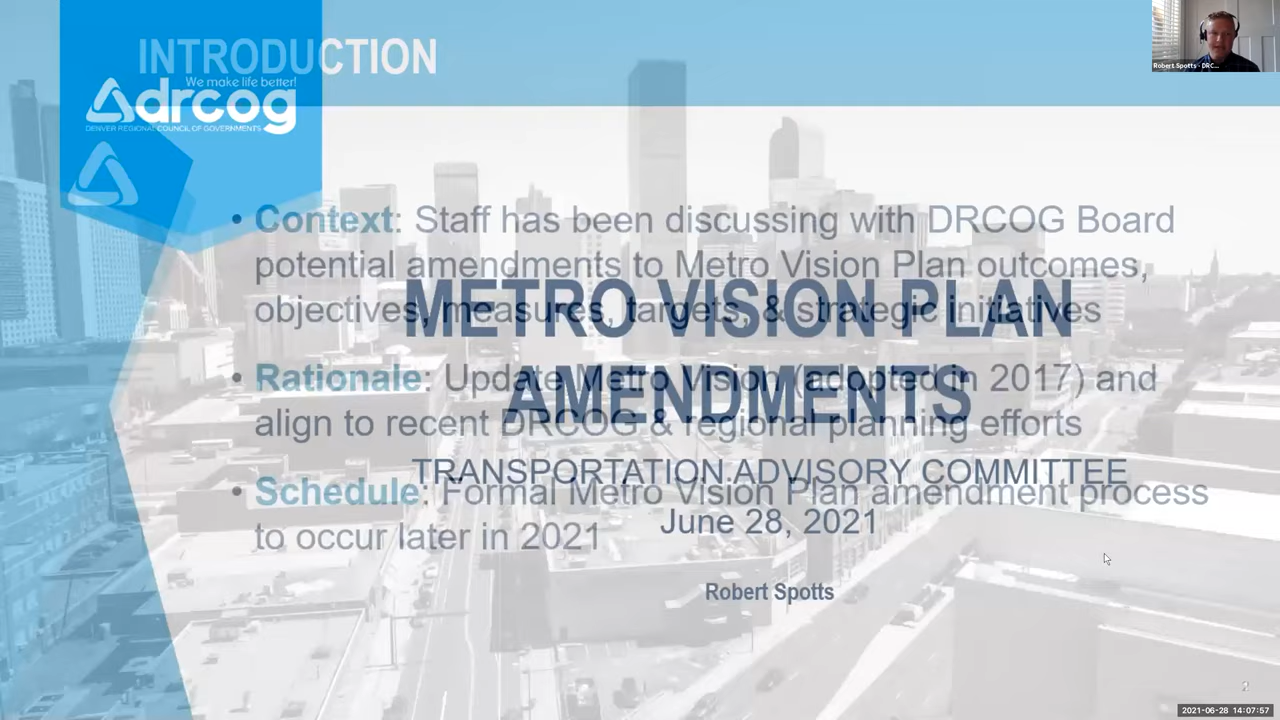 INTRODUCTION
We make life better!
drcog
DENVER REGIONAL COUNCIL OF GOVERNMENTS
Robert Spotts - DRC...
• Context: Staff has been discussing with DRCOG Board
potential amendments to Metro Vision Plan outcomes,
objectives, measures, targets, & strategic initiatives
METRO VISION PLAN
AMENDMENTS
• Rationale: Update Metro Vision (adopted in 2017) and
align to recent DRCOG & regional planning efforts
TRANSPORTATION ADVISORY COMMITTEE
• Schedule: Formal Metro Vision Plan amendment process
to occur later in 2021
June 28, 2021
Robert Spotts
2
2021-06-28 14:07:57